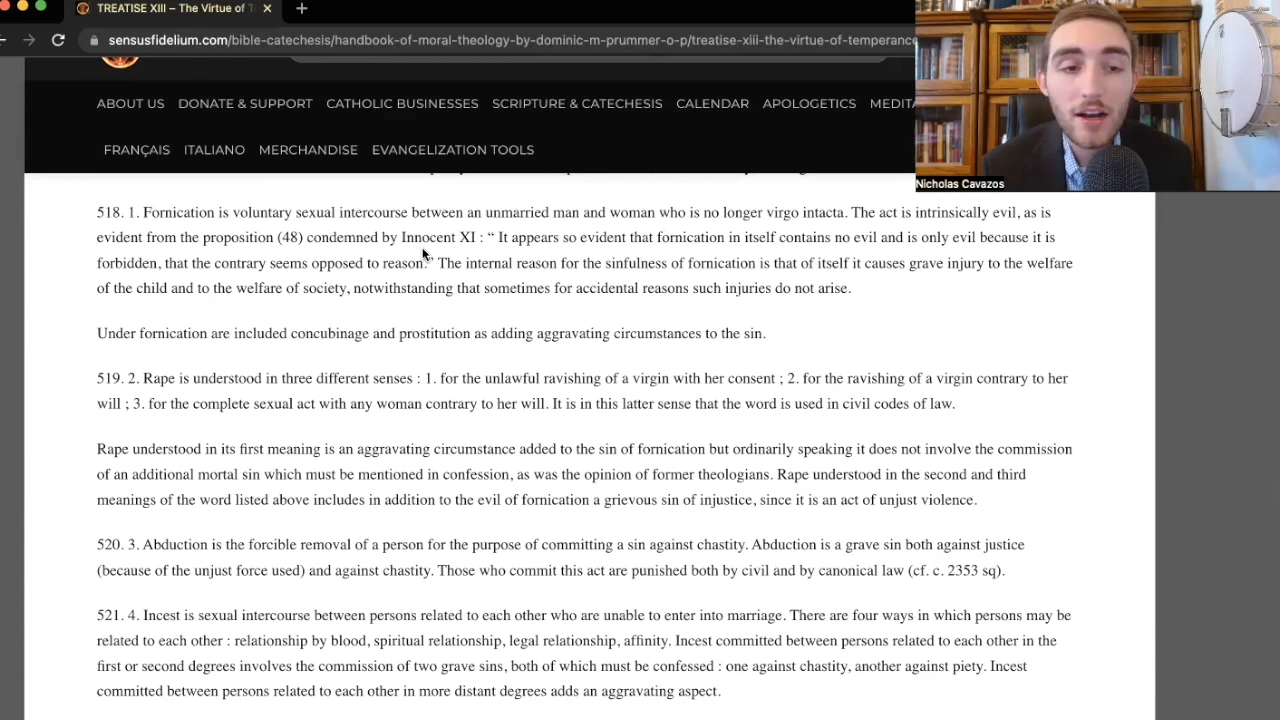 TREATISE XIII – The Virtue of T
sensusfidelium.com/bible-catechesis/handbook-of-moral-theology-by-dominic-m-prummer-o-p/treatise-xiii-the-virtue-of-temperance
ABOUT US DONATE & SUPPORT CATHOLIC BUSINESSES SCRIPTURE & CATECHESIS CALENDAR APOLOGETICS MEDITA
FRANÇAIS ITALIANO MERCHANDISE EVANGELIZATION TOOLS
Nicholas Cavazos
518. 1. Fornication is voluntary sexual intercourse between an unmarried man and woman who is no longer virgo intacta. The act is intrinsically evil, as is
evident from the proposition (48) condemned by Innocent XI : “ It appears so evident that fornication in itself contains no evil and is only evil because it is
forbidden, that the contrary seems opposed to reason.” The internal reason for the sinfulness of fornication is that of itself it causes grave injury to the welfare
of the child and to the welfare of society, notwithstanding that sometimes for accidental reasons such injuries do not arise.
Under fornication are included concubinage and prostitution as adding aggravating circumstances to the sin.
519. 2. Rape is understood in three different senses : 1. for the unlawful ravishing of a virgin with her consent ; 2. for the ravishing of a virgin contrary to her
will ; 3. for the complete sexual act with any woman contrary to her will. It is in this latter sense that the word is used in civil codes of law.
Rape understood in its first meaning is an aggravating circumstance added to the sin of fornication but ordinarily speaking it does not involve the commission
of an additional mortal sin which must be mentioned in confession, as was the opinion of former theologians. Rape understood in the second and third
meanings of the word listed above includes in addition to the evil of fornication a grievous sin of injustice, since it is an act of unjust violence.
520. 3. Abduction is the forcible removal of a person for the purpose of committing a sin against chastity. Abduction is a grave sin both against justice
(because of the unjust force used) and against chastity. Those who commit this act are punished both by civil and by canonical law (cf. c. 2353 sq).
521. 4. Incest is sexual intercourse between persons related to each other who are unable to enter into marriage. There are four ways in which persons may be
related to each other : relationship by blood, spiritual relationship, legal relationship, affinity. Incest committed between persons related to each other in the
first or second degrees involves the commission of two grave sins, both of which must be confessed : one against chastity, another against piety. Incest
committed between persons related to each other in more distant degrees adds an aggravating aspect.